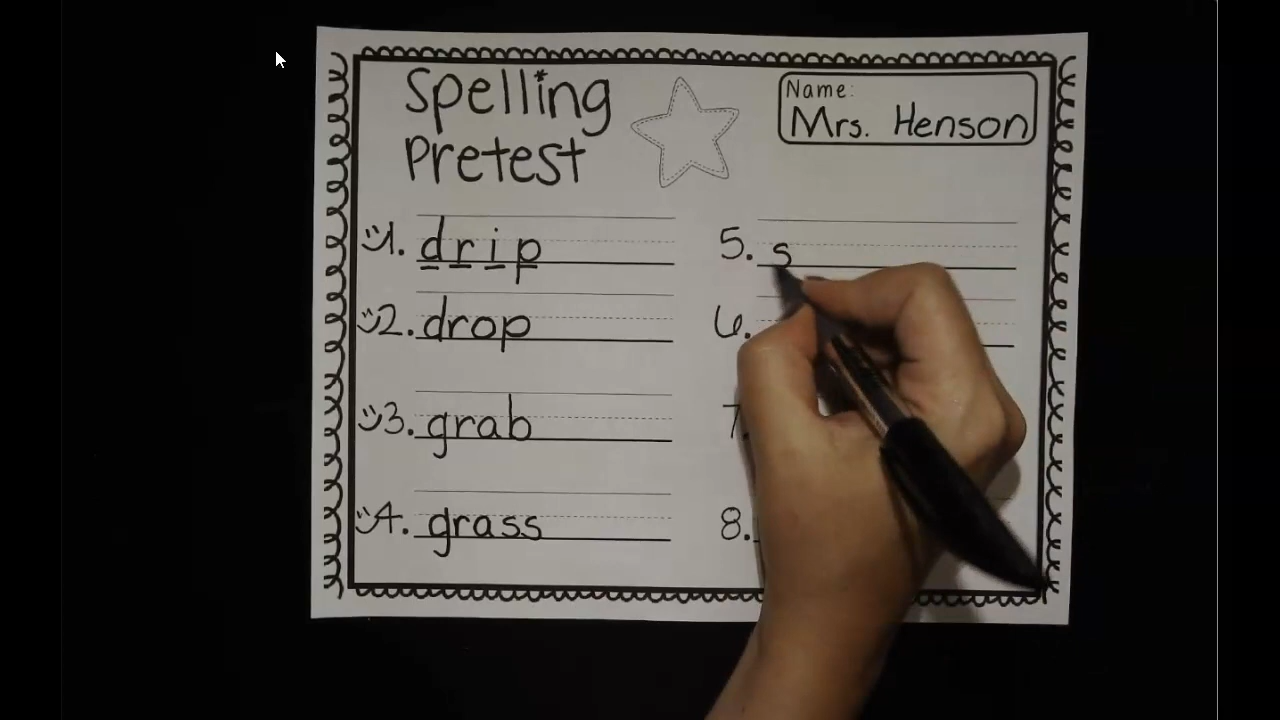 Spelling
Pretest
Name:
Mrs. Henson
1. drip
2. drop
3. grab
4. grass
5. s
6.
7.
8.